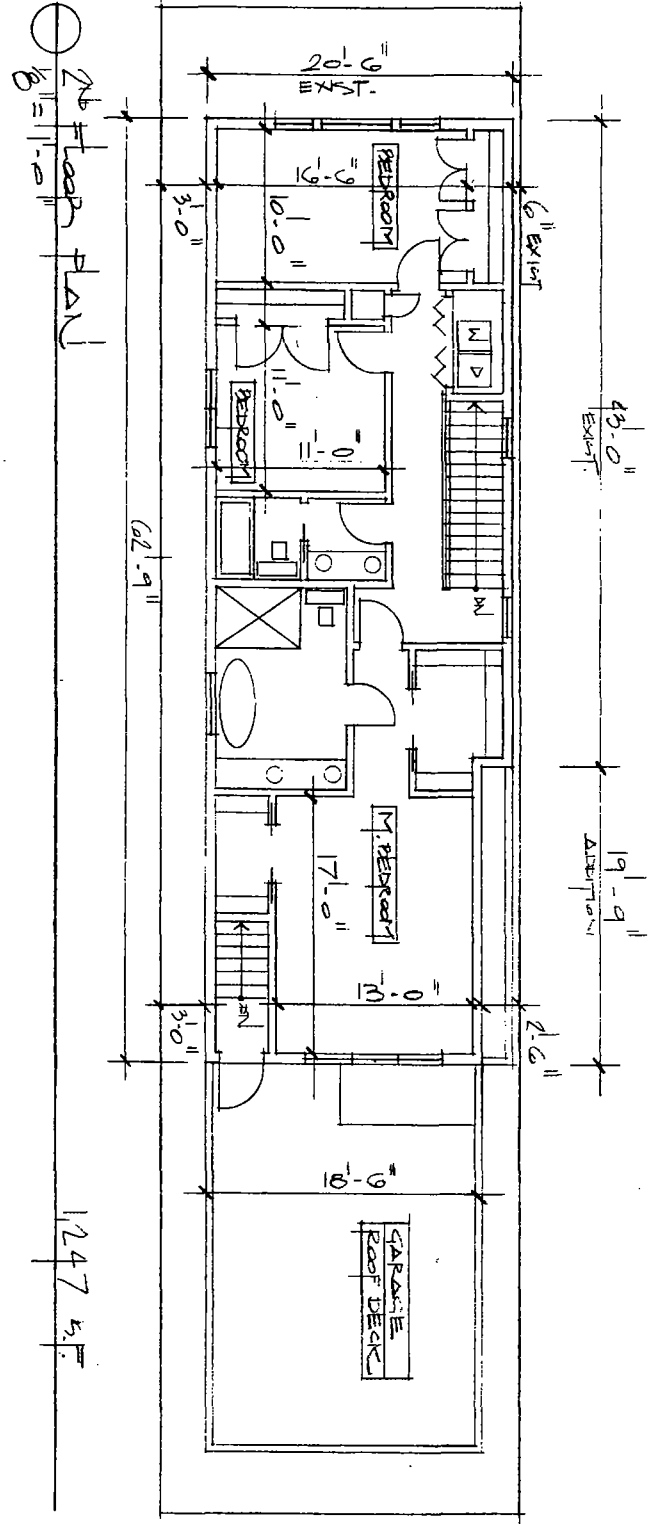 20'-6"
EXIST.
BEDROOM
16'-6"
10'-0"
3'-0"
6" EXIST
W
D
BEDROOM
11'-0"
11'-0"
43'-0"
EXIST.
DN
62'-9"
M. BEDROOM
17'-0"
13'-0"
19'-9"
ADDITION
DN
3'-0"
2'-6"
18'-6"
GARAGE
ROOF DECK
2ND FLOOR PLAN
1/8" = 1'-0"
1247 S.F.